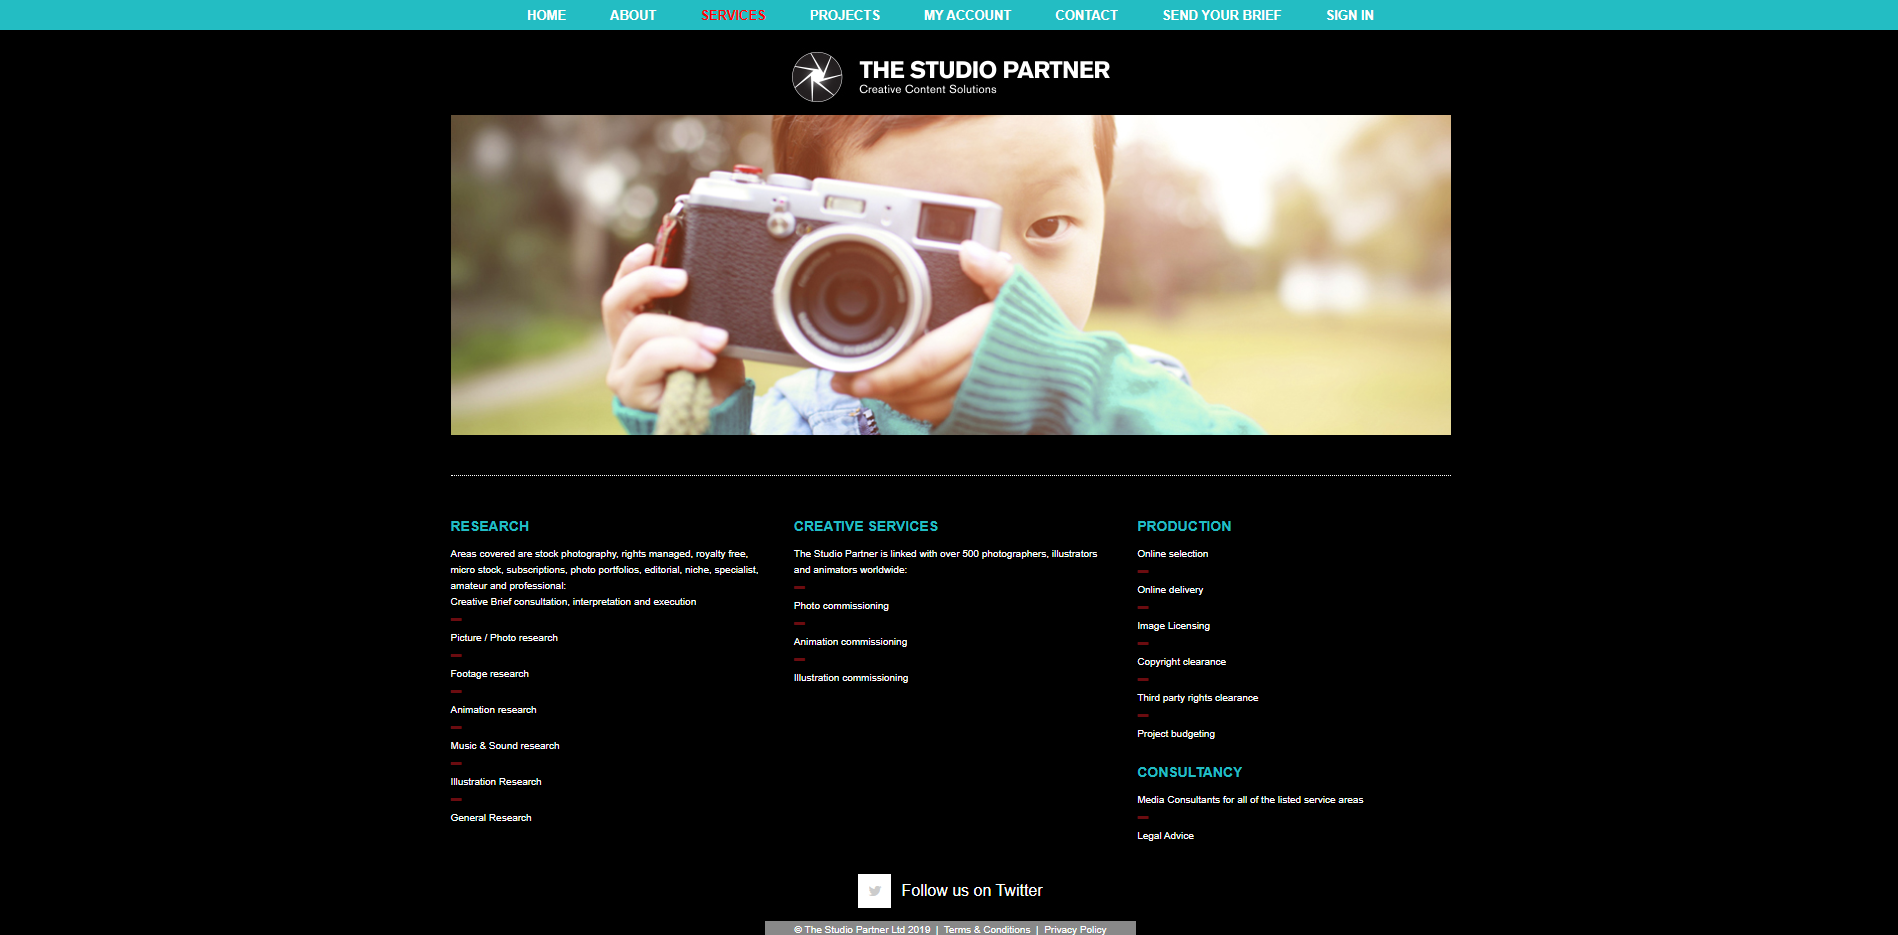 HOME ABOUT SERVICES PROJECTS MY ACCOUNT CONTACT SEND YOUR BRIEF SIGN IN
THE STUDIO PARTNER
Creative Content Solutions
RESEARCH
Areas covered are stock photography, rights managed, royalty free,
micro stock, subscriptions, photo portfolios, editorial, niche, specialist,
amateur and professional:
Creative Brief consultation, interpretation and execution
Picture / Photo research
Footage research
Animation research
Music & Sound research
Illustration Research
General Research
CREATIVE SERVICES
The Studio Partner is linked with over 500 photographers, illustrators
and animators worldwide:
Photo commissioning
Animation commissioning
Illustration commissioning
PRODUCTION
Online selection
Online delivery
Image Licensing
Copyright clearance
Third party rights clearance
Project budgeting
CONSULTANCY
Media Consultants for all of the listed service areas
Legal Advice
Follow us on Twitter
© The Studio Partner Ltd 2019 | Terms & Conditions | Privacy Policy